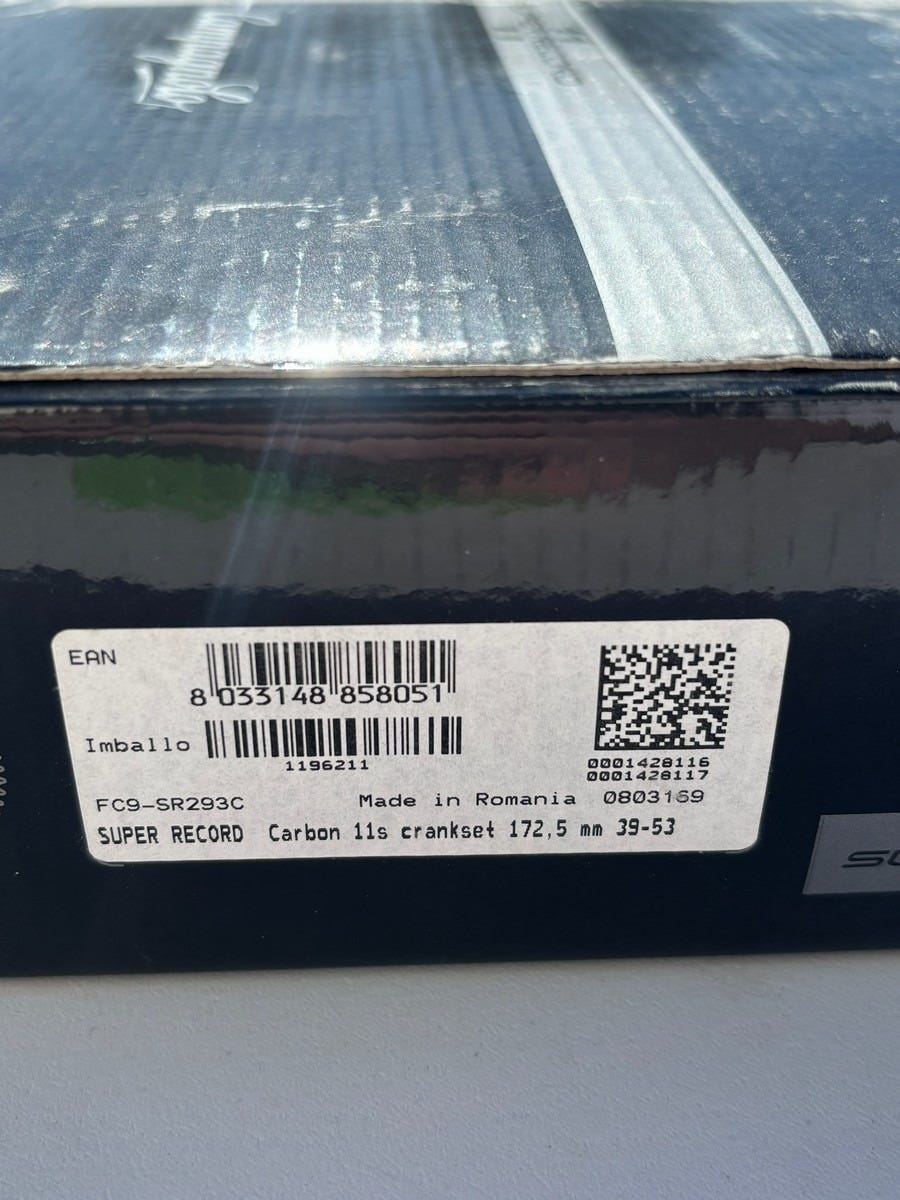 Campagnolo
EAN
8 033148 858051
Imballo
1196211
0001428116
0001428117
FC9-SR293C Made in Romania 0803169
SUPER RECORD Carbon 11s crankset 172,5 mm 39-53